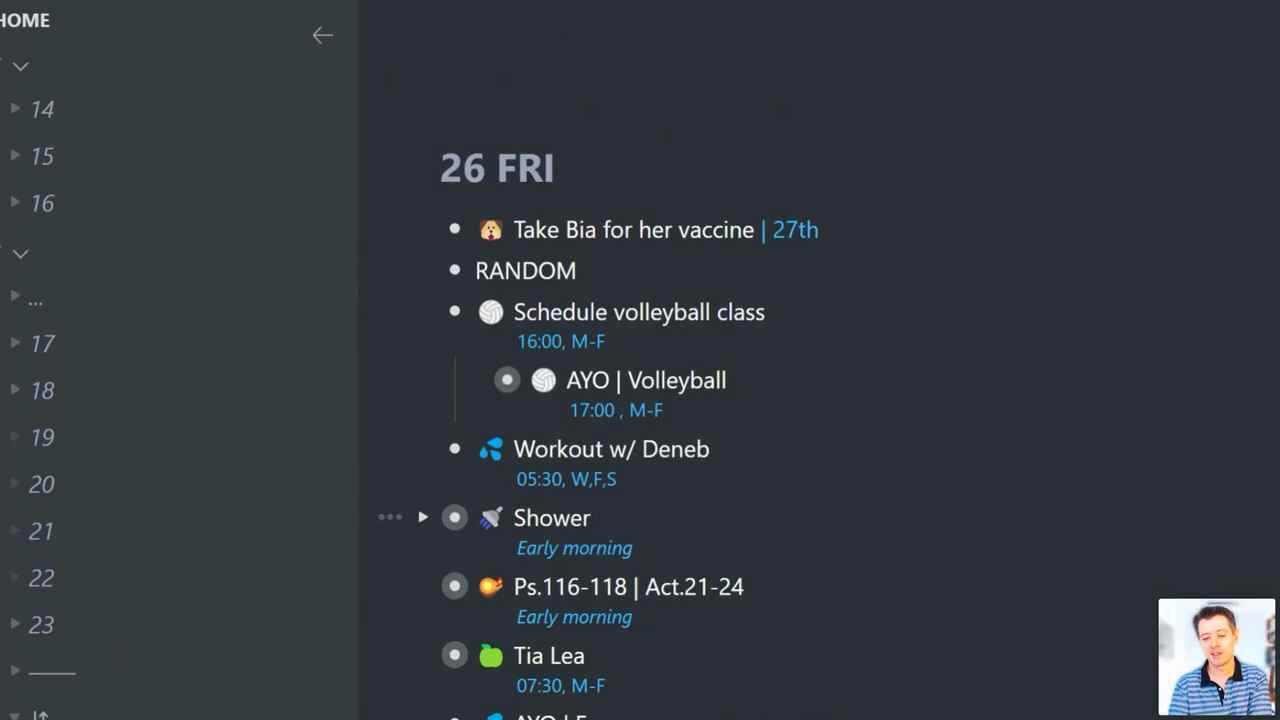 HOME
14
15
16
...
17
18
19
20
21
22
23
26 FRI
Take Bia for her vaccine | 27th
RANDOM
Schedule volleyball class
16:00, M-F
AYO | Volleyball
17:00 , M-F
Workout w/ Deneb
05:30, W,F,S
Shower
Early morning
Ps.116-118 | Act.21-24
Early morning
Tia Lea
07:30, M-F